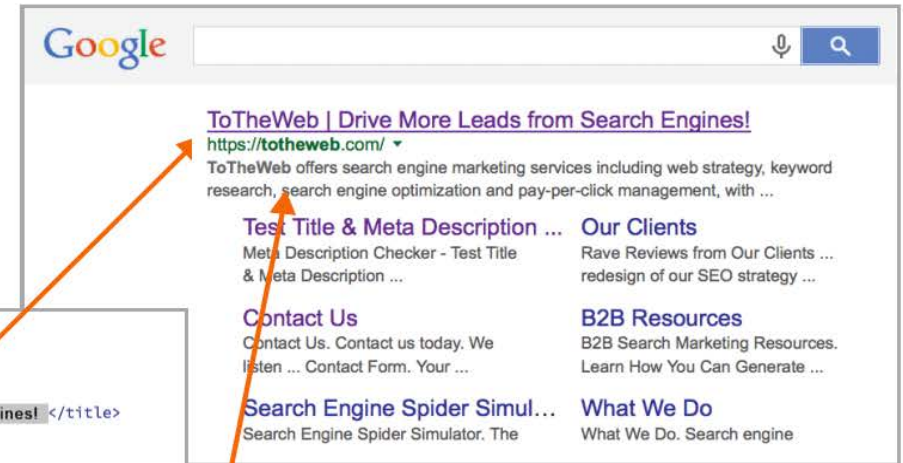 Google
ToTheWeb | Drive More Leads from Search Engines!
https://totheweb.com/
ToTheWeb offers search engine marketing services including web strategy, keyword
research, search engine optimization and pay-per-click management, with ...
Test Title & Meta Description ...
Meta Description Checker - Test Title
& Meta Description ...
Our Clients
Rave Reviews from Our Clients ...
redesign of our SEO strategy ...
Contact Us
Contact Us. Contact us today. We
listen ... Contact Form. Your ...
B2B Resources
B2B Search Marketing Resources.
Learn How You Can Generate ...
Search Engine Spider Simul...
Search Engine Spider Simulator. The
What We Do
What We Do. Search engine
ines! </title>